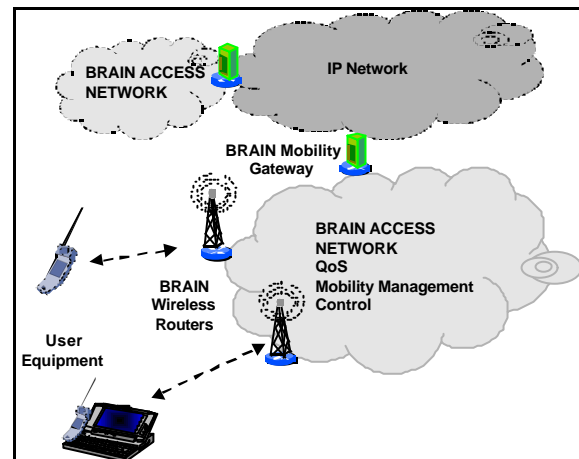 BRAIN ACCESS
NETWORK
IP Network
BRAIN Mobility
Gateway
BRAIN ACCESS
NETWORK
QoS
Mobility Management
Control
BRAIN
Wireless
Routers
User
Equipment